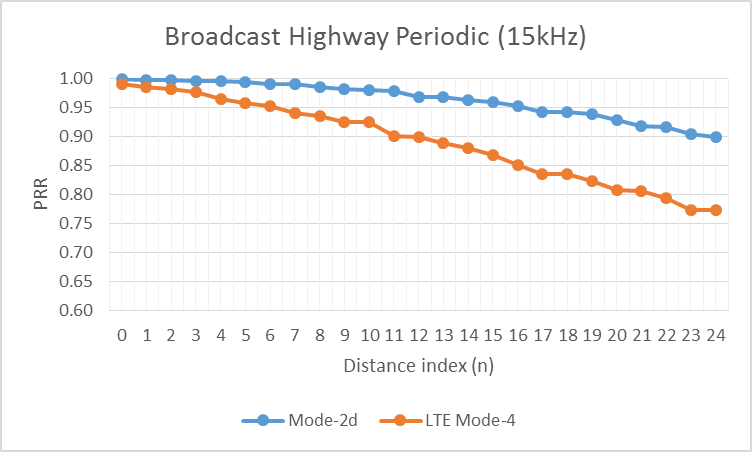 Broadcast Highway Periodic (15kHz)
1.00
0.95
0.90
0.85
0.80
0.75
0.70
0.65
0.60
PRR
0 1 2 3 4 5 6 7 8 9 10 11 12 13 14 15 16 17 18 19 20 21 22 23 24
Distance index (n)
Mode-2d LTE Mode-4